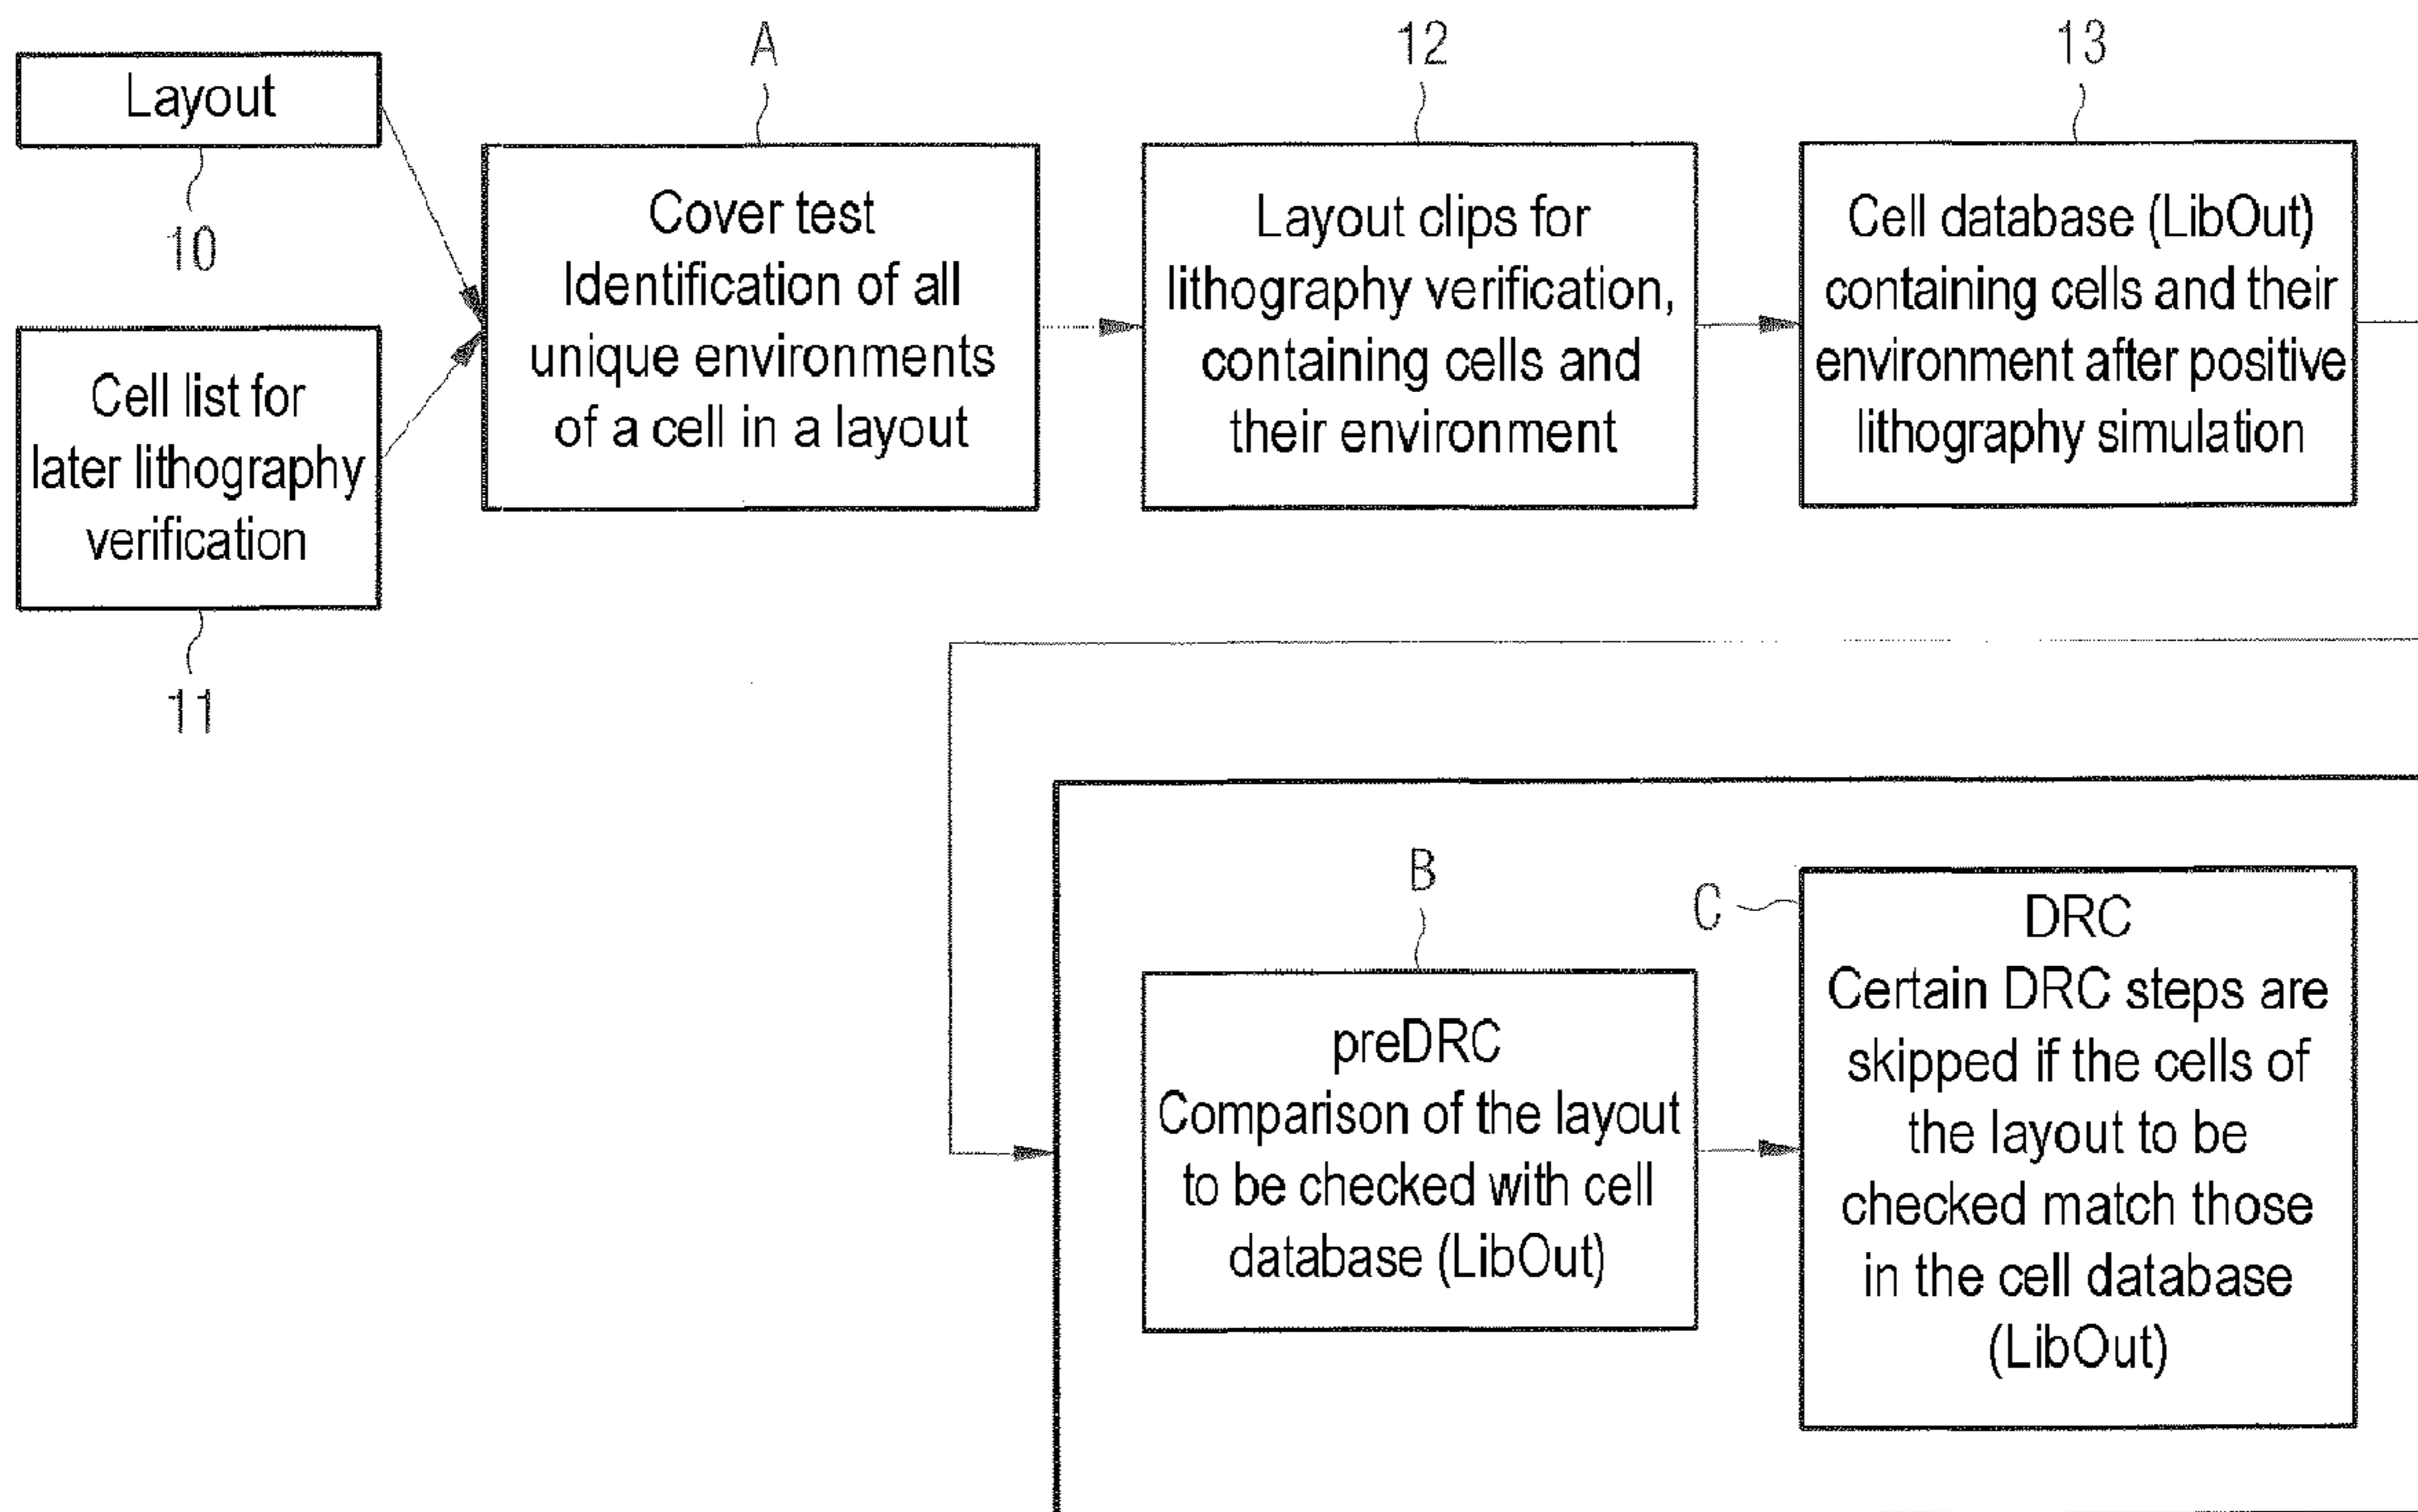 Layout
10
Cell list for
later lithography
verification
11
A
Cover test
Identification of all
unique environments
of a cell in a layout
12
Layout clips for
lithography verification,
containing cells and
their environment
13
Cell database (LibOut)
containing cells and their
environment after positive
lithography simulation
B
preDRC
Comparison of the layout
to be checked with cell
database (LibOut)
C
DRC
Certain DRC steps are
skipped if the cells of
the layout to be
checked match those
in the cell database
(LibOut)